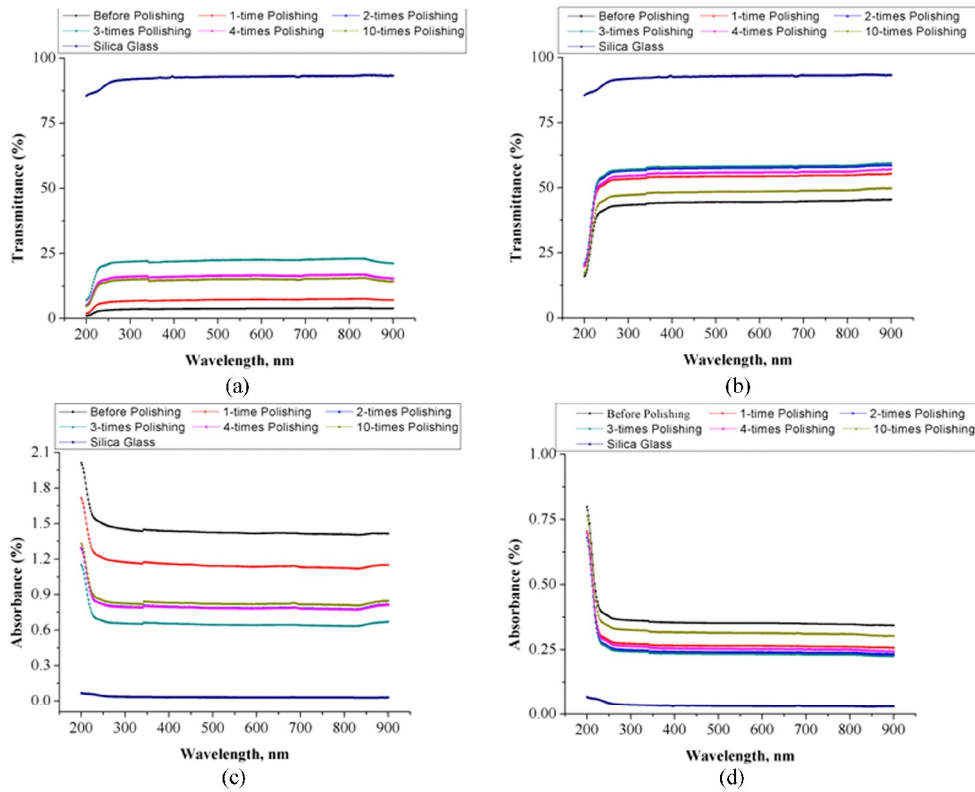 Before Polishing 1-time Polishing 2-times Polishing
3-times Pollishing 4-times Polishing 10-times Polishing
Silica Glass
100
75
50
25
0
Transmittance (%)
200 300 400 500 600 700 800 900
Wavelength, nm
(a)
Before Polishing 1-time Polishing 2-times Polishing
3-times Polishing 4-times Polishing 10-times Polishing
Silica Glass
100
75
50
25
0
Transmittance (%)
200 300 400 500 600 700 800 900
Wavelength, nm
(b)
Before Polishing 1-time Polishing 2-times Polishing
3-times Polishing 4-times Polishing 10-times Polishing
Silica Glass
2.1
1.8
1.5
1.2
0.9
0.6
0.3
0.0
Absorbance (%)
200 300 400 500 600 700 800 900
Wavelength, nm
(c)
Before Polishing 1-time Polishing 2-times Polishing
3-times Polishing 4-times Polishing 10-times Polishing
Silica Glass
1.00
0.75
0.50
0.25
0.00
Absorbance (%)
200 300 400 500 600 700 800 900
Wavelength, nm
(d)